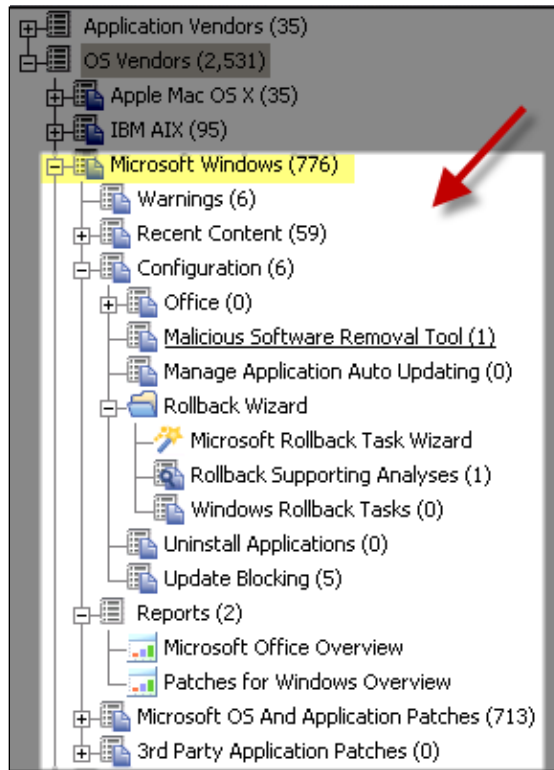 Application Vendors (35)
OS Vendors (2,531)
Apple Mac OS X (35)
IBM AIX (95)
Microsoft Windows (776)
Warnings (6)
Recent Content (59)
Configuration (6)
Office (0)
Malicious Software Removal Tool (1)
Manage Application Auto Updating (0)
Rollback Wizard
Microsoft Rollback Task Wizard
Rollback Supporting Analyses (1)
Windows Rollback Tasks (0)
Uninstall Applications (0)
Update Blocking (5)
Reports (2)
Microsoft Office Overview
Patches for Windows Overview
Microsoft OS And Application Patches (713)
3rd Party Application Patches (0)